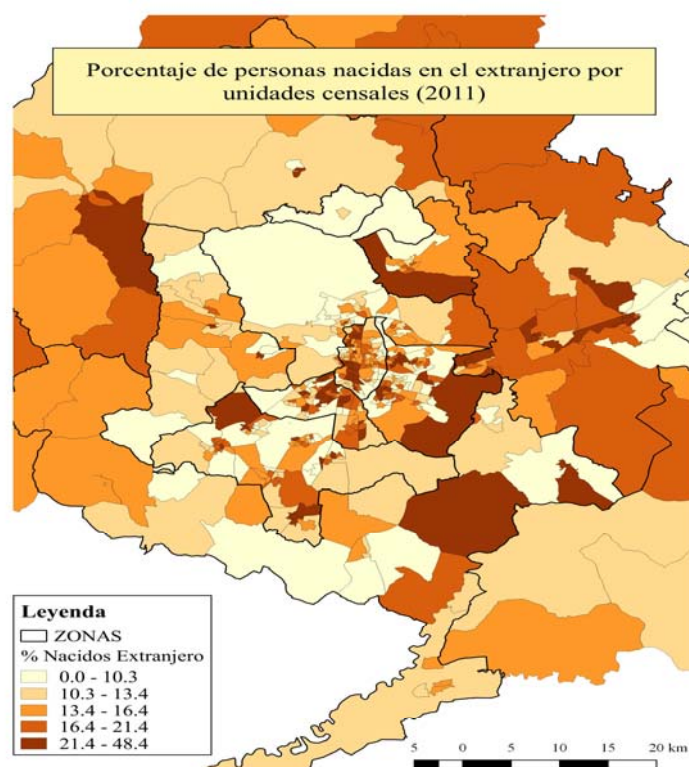 Porcentaje de personas nacidas en el extranjero por
unidades censales (2011)
Leyenda
ZONAS
% Nacidos Extranjero
0.0 - 10.3
10.3 - 13.4
13.4 - 16.4
16.4 - 21.4
21.4 - 48.4
5 0 5 10 15 20 km